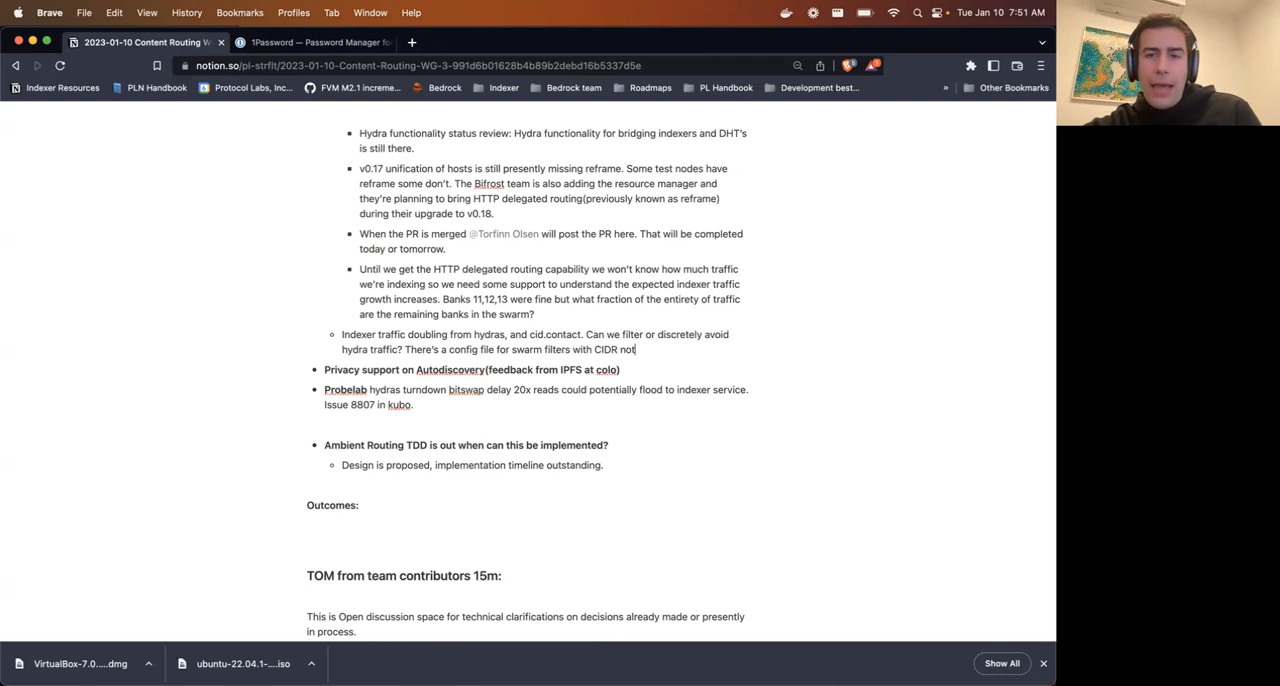 Brave File Edit View History Bookmarks Profiles Tab Window Help Tue Jan 10 7:51 AM
2023-01-10 Content Routing W 1Password — Password Manager fo
notion.so/pl-strflt/2023-01-10-Content-Routing-WG-3-991d6b01628b4b89b2debd16b5337d5e
Indexer Resources PLN Handbook Protocol Labs, Inc... FVM M2.1 increme... Bedrock Indexer Bedrock team Roadmaps PL Handbook Development best... » Other Bookmarks
Hydra functionality status review: Hydra functionality for bridging indexers and DHT's
is still there.
v0.17 unification of hosts is still presently missing reframe. Some test nodes have
reframe some don't. The Bifrost team is also adding the resource manager and
they're planning to bring HTTP delegated routing(previously known as reframe)
during their upgrade to v0.18.
When the PR is merged @Torfinn Olsen will post the PR here. That will be completed
today or tomorrow.
Until we get the HTTP delegated routing capability we won't know how much traffic
we're indexing so we need some support to understand the expected indexer traffic
growth increases. Banks 11,12,13 were fine but what fraction of the entirety of traffic
are the remaining banks in the swarm?
Indexer traffic doubling from hydras, and cid.contact. Can we filter or discretely avoid
hydra traffic? There's a config file for swarm filters with CIDR not
Privacy support on Autodiscovery(feedback from IPFS at colo)
Probelab hydras turndown bitswap delay 20x reads could potentially flood to indexer service.
Issue 8807 in kubo.
Ambient Routing TDD is out when can this be implemented?
Design is proposed, implementation timeline outstanding.
Outcomes:
TOM from team contributors 15m:
This is Open discussion space for technical clarifications on decisions already made or presently
in process.
VirtualBox-7.0.....dmg ubuntu-22.04.1-....iso Show All